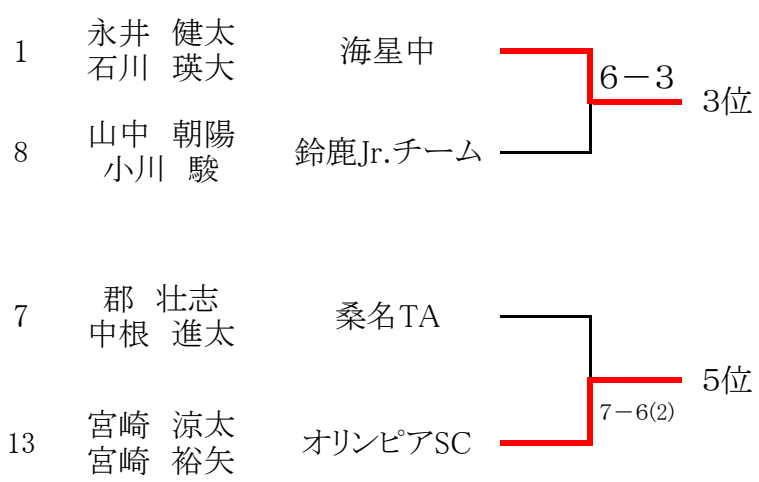 1 永井 健太 海星中
石川 瑛大
6－3
3位
8 山中 朝陽 鈴鹿Jr.チーム
小川 駿
7 郡 壮志 桑名TA
中根 進太
5位
7－6(2)
13 宮崎 涼太 オリンピアSC
宮崎 裕矢